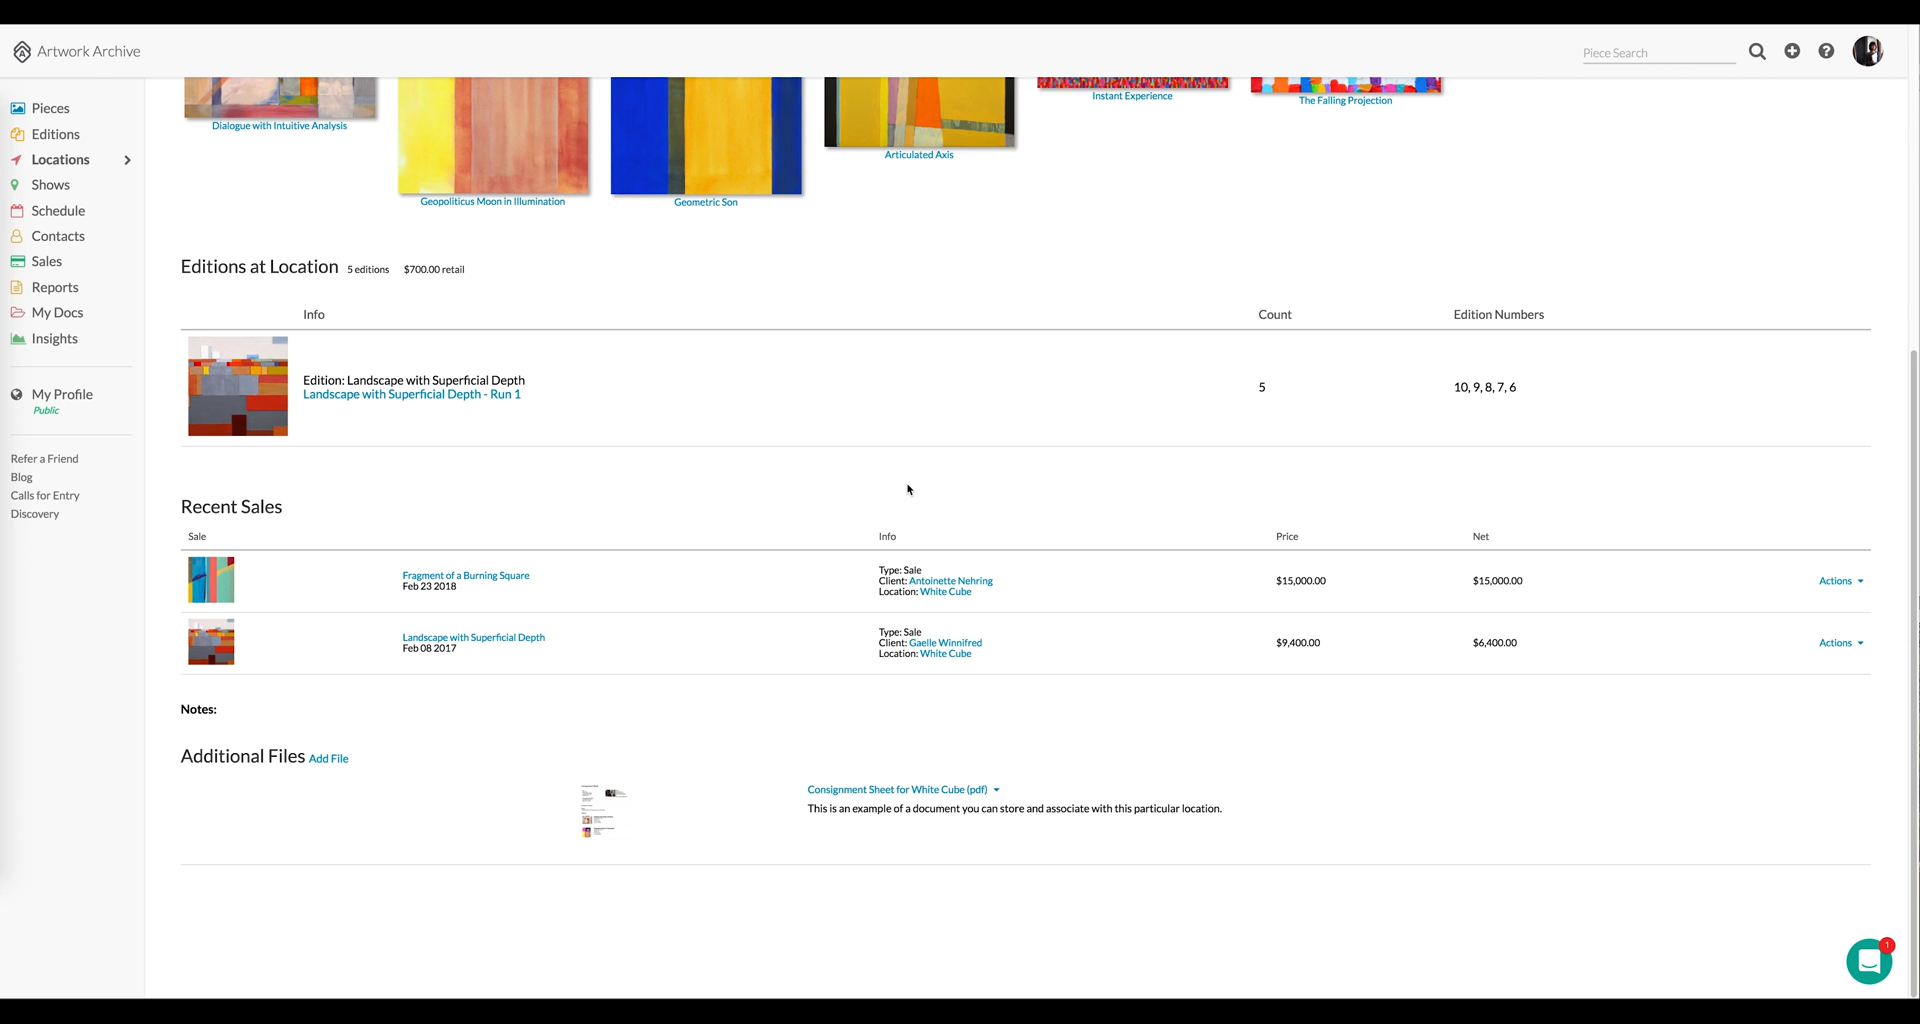 Artwork Archive
Piece Search
Pieces
Editions
Locations
Shows
Schedule
Contacts
Sales
Reports
My Docs
Insights
My Profile
Public
Refer a Friend
Blog
Calls for Entry
Discovery
Dialogue with Intuitive Analysis
Geopoliticus Moon in Illumination
Geometric Son
Articulated Axis
Instant Experience
The Falling Projection
Editions at Location 5 editions $700.00 retail
Info Count Edition Numbers
Edition: Landscape with Superficial Depth
Landscape with Superficial Depth - Run 1
5 10, 9, 8, 7, 6
Recent Sales
Sale Info Price Net
Fragment of a Burning Square
Feb 23 2018
Type: Sale
Client: Antoinette Nehring
Location: White Cube
$15,000.00 $15,000.00 Actions
Landscape with Superficial Depth
Feb 08 2017
Type: Sale
Client: Gaelle Winnifred
Location: White Cube
$9,400.00 $6,400.00 Actions
Notes:
Additional Files Add File
Consignment Sheet for White Cube (pdf)
This is an example of a document you can store and associate with this particular location.
1